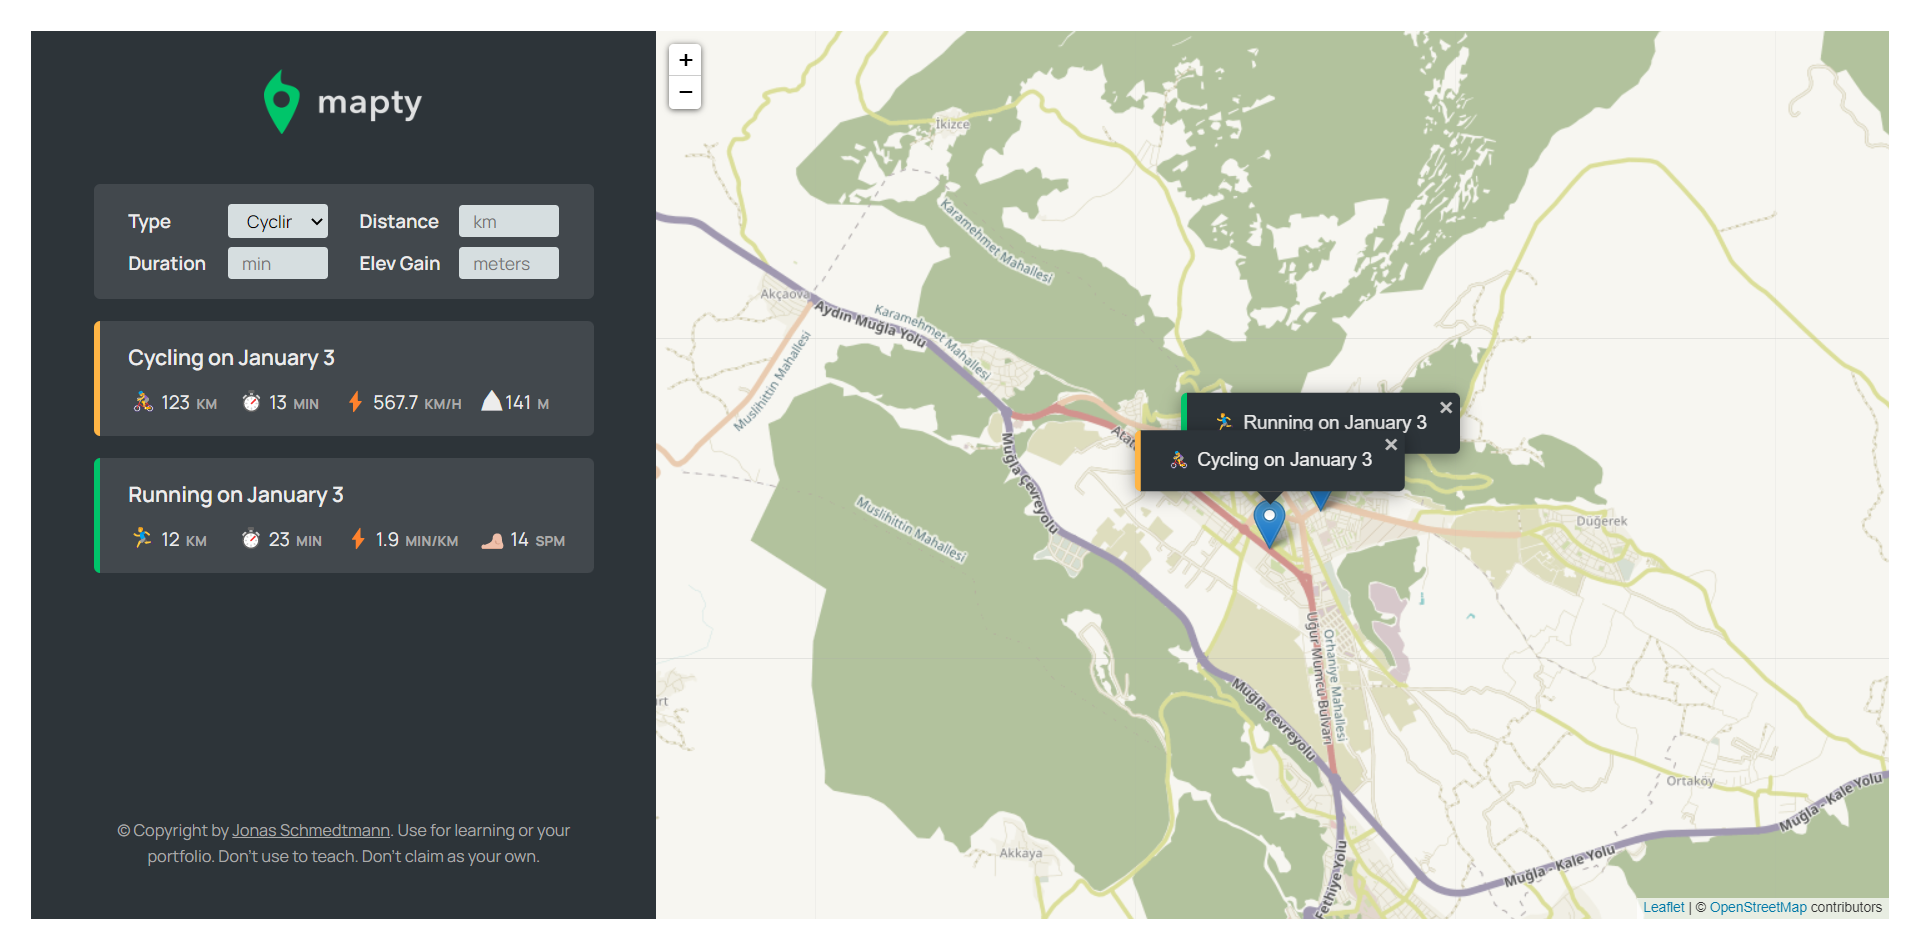 mapty
Type Cyclir Distance km
Duration min Elev Gain meters
Cycling on January 3
123 KM 13 MIN 567.7 KM/H 141 M
Running on January 3
12 KM 23 MIN 1.9 MIN/KM 14 SPM
© Copyright by Jonas Schmedtmann. Use for learning or your
portfolio. Don't use to teach. Don't claim as your own.
+
−
İkizce
Karamehmet Mahallesi
Akçaova
Aydın Muğla Yolu
Karamehmet Mahallesi
Muslihittin Mahallesi
Running on January 3
×
Cycling on January 3
×
Muğla Çevreyolu
Muslihittin Mahallesi
Düğerek
Uğur Mumcu Bulvarı
Orhaniye Mahallesi
Muğla Çevreyolu
Ortaköy
Muğla - Kale Yolu
Muğla - Kale Yolu
Akkaya
Fethiye Yolu
Leaflet | © OpenStreetMap contributors